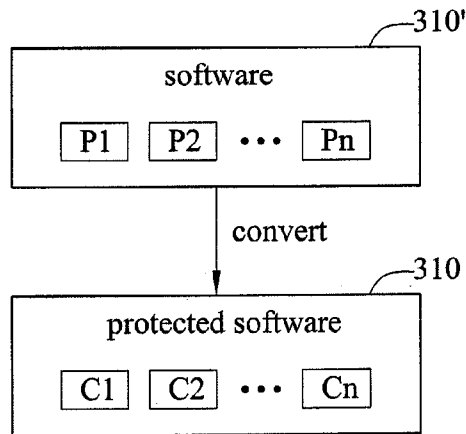 310'
software
P1 P2 ••• Pn
convert
310
protected software
C1 C2 ••• Cn